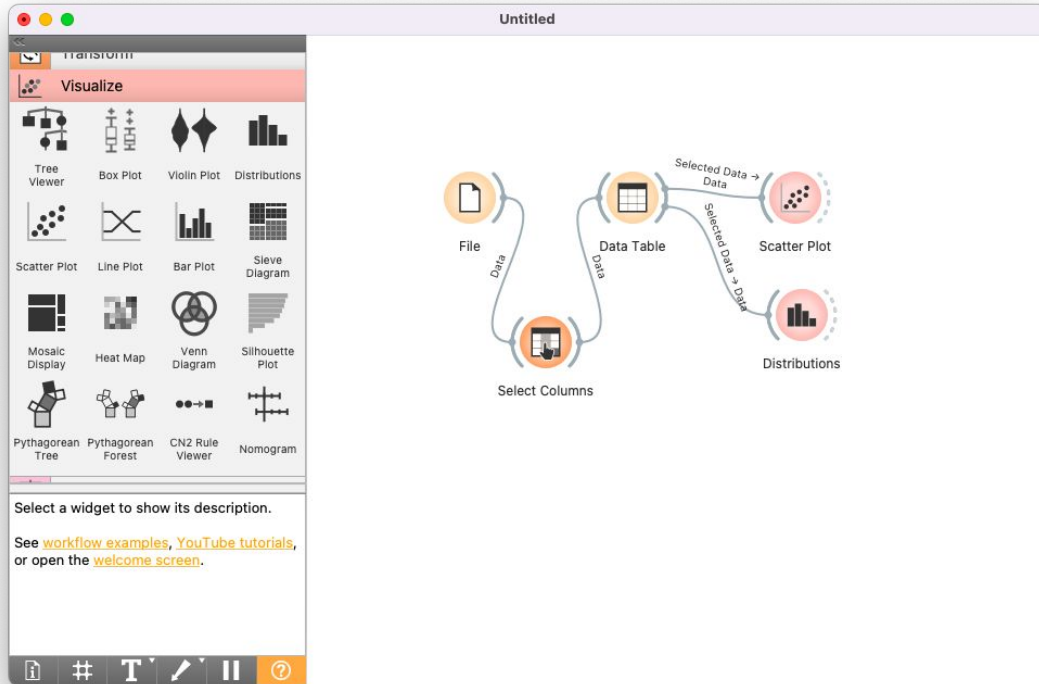 Untitled
Transform
Visualize
Tree
Viewer
Box Plot
Violin Plot
Distributions
Scatter Plot
Line Plot
Bar Plot
Sieve
Diagram
Mosaic
Display
Heat Map
Venn
Diagram
Silhouette
Plot
Pythagorean
Tree
Pythagorean
Forest
CN2 Rule
Viewer
Nomogram
Select a widget to show its description.
See workflow examples, YouTube tutorials,
or open the welcome screen.
File
Data
Select Columns
Data
Data Table
Selected Data →
Data
Scatter Plot
Selected Data → Data
Distributions